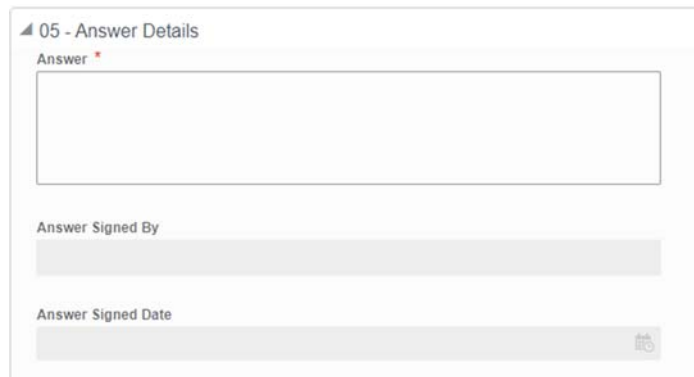 05 - Answer Details
Answer *
Answer Signed By
Answer Signed Date